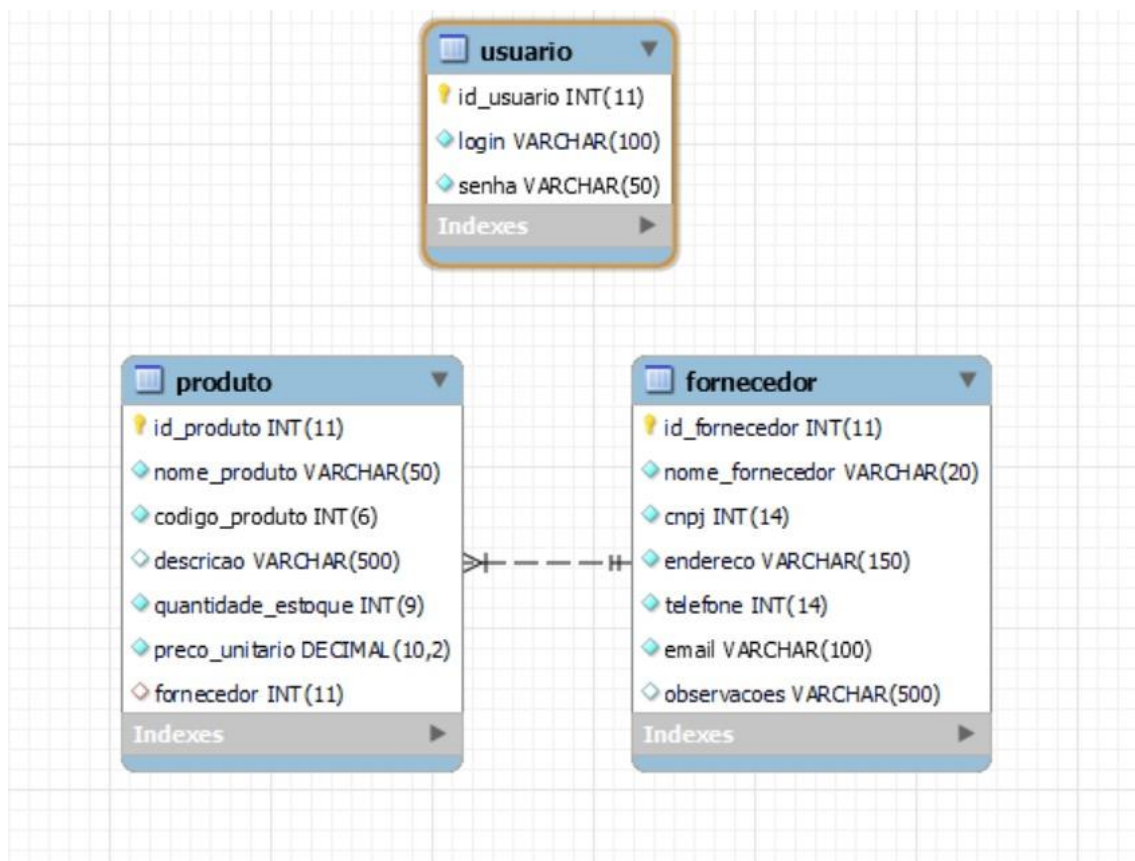 usuario
id_usuario INT(11)
login VARCHAR(100)
senha VARCHAR(50)
Indexes
produto
id_produto INT(11)
nome_produto VARCHAR(50)
codigo_produto INT(6)
descricao VARCHAR(500)
quantidade_estoque INT(9)
preco_unitario DECIMAL(10,2)
fornecedor INT(11)
Indexes
fornecedor
id_fornecedor INT(11)
nome_fornecedor VARCHAR(20)
cnpj INT(14)
endereco VARCHAR(150)
telefone INT(14)
email VARCHAR(100)
observacoes VARCHAR(500)
Indexes